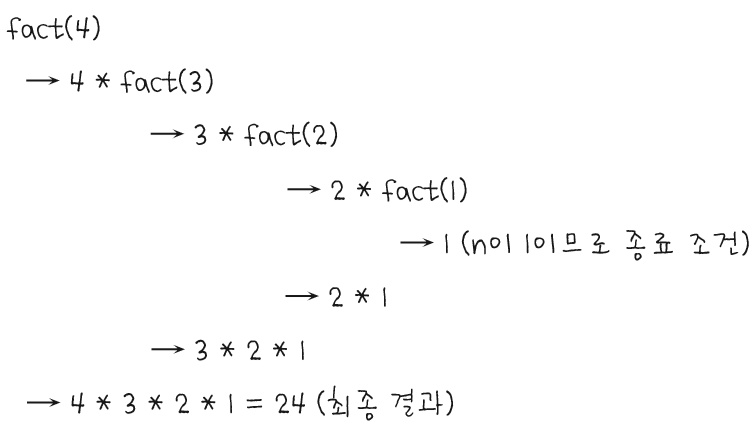 fact(4)
→ 4 * fact(3)
→ 3 * fact(2)
→ 2 * fact(1)
→ 1 (n이 1이므로 종료 조건)
→ 2 * 1
→ 3 * 2 * 1
→ 4 * 3 * 2 * 1 = 24 (최종 결과)